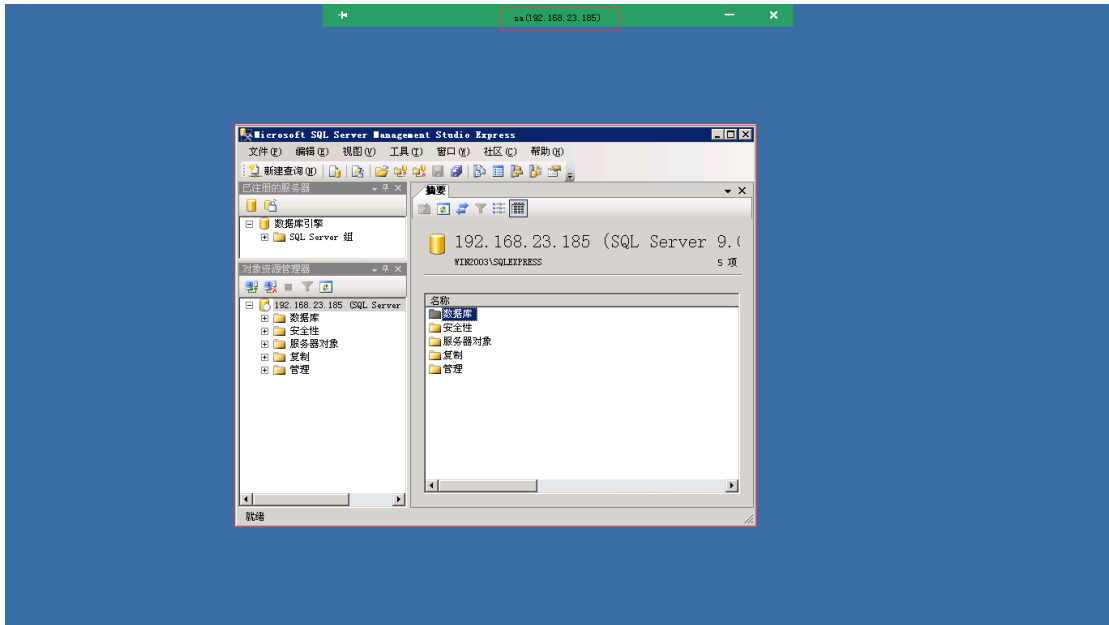 sa(192.168.23.185)
Microsoft SQL Server Management Studio Express
文件(F) 编辑(E) 视图(V) 工具(T) 窗口(W) 社区(C) 帮助(H)
新建查询(N)
已注册的服务器
数据库引擎
SQL Server 组
对象资源管理器
192.168.23.185 (SQL Server
数据库
安全性
服务器对象
复制
管理
摘要
192.168.23.185 (SQL Server 9.(
WIN2003\SQLEXPRESS
5 项
名称
数据库
安全性
服务器对象
复制
管理
就绪